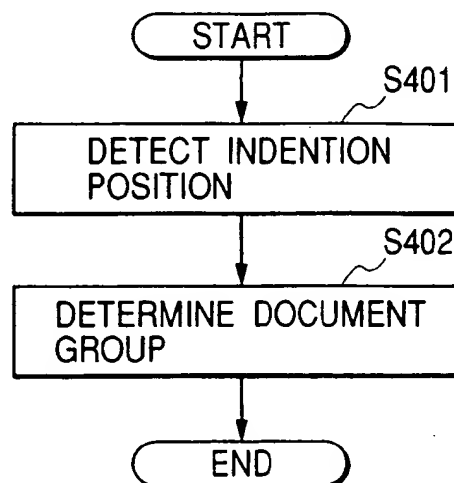 START
S401
DETECT INDENTION
POSITION
S402
DETERMINE DOCUMENT
GROUP
END